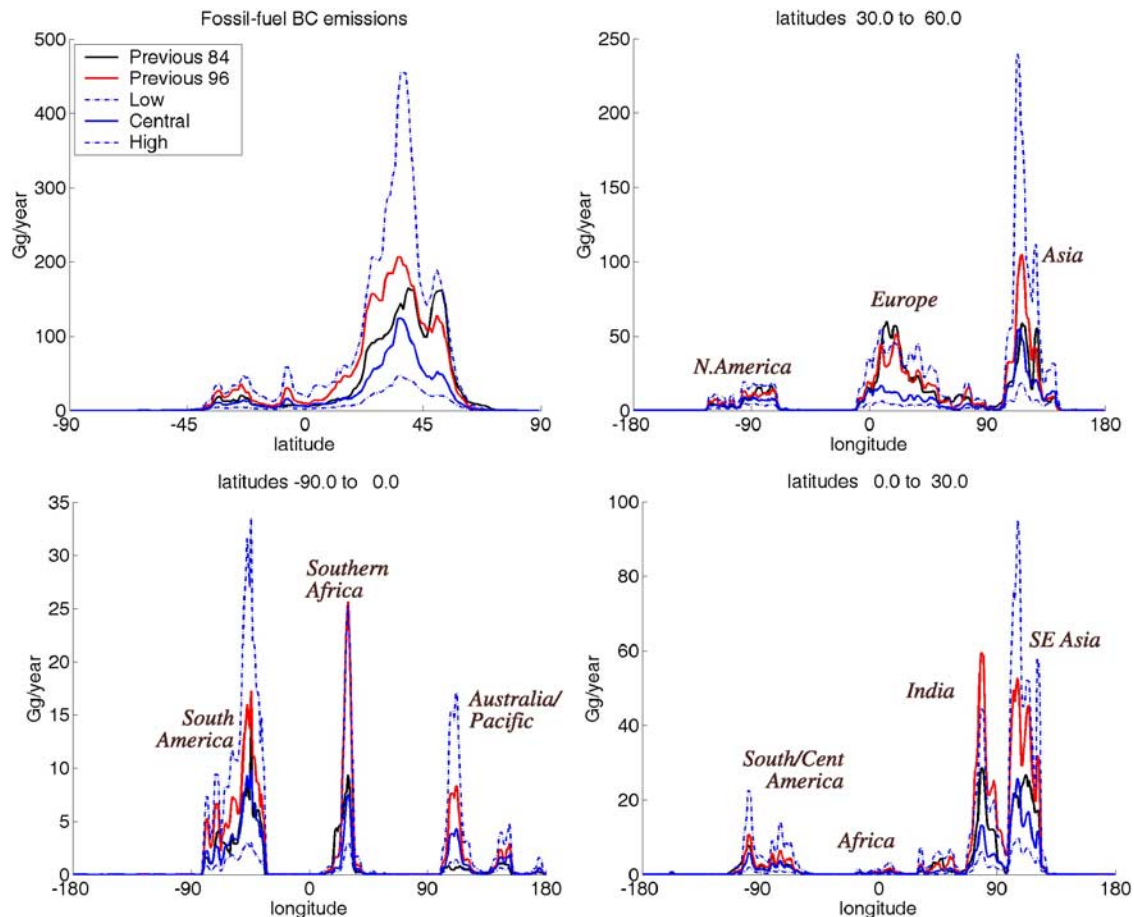 Fossil-fuel BC emissions
500
400
300
200
100
0
Gg/year
Previous 84
Previous 96
Low
Central
High
-90
-45
0
45
90
latitude
latitudes 30.0 to 60.0
250
200
150
100
50
0
Gg/year
N.America
Europe
Asia
-180
-90
0
90
180
longitude
latitudes -90.0 to 0.0
35
30
25
20
15
10
5
0
Gg/year
South
America
Southern
Africa
Australia/
Pacific
-180
-90
0
90
180
longitude
latitudes 0.0 to 30.0
100
80
60
40
20
0
Gg/year
South/Cent
America
Africa
India
SE Asia
-180
-90
0
90
180
longitude